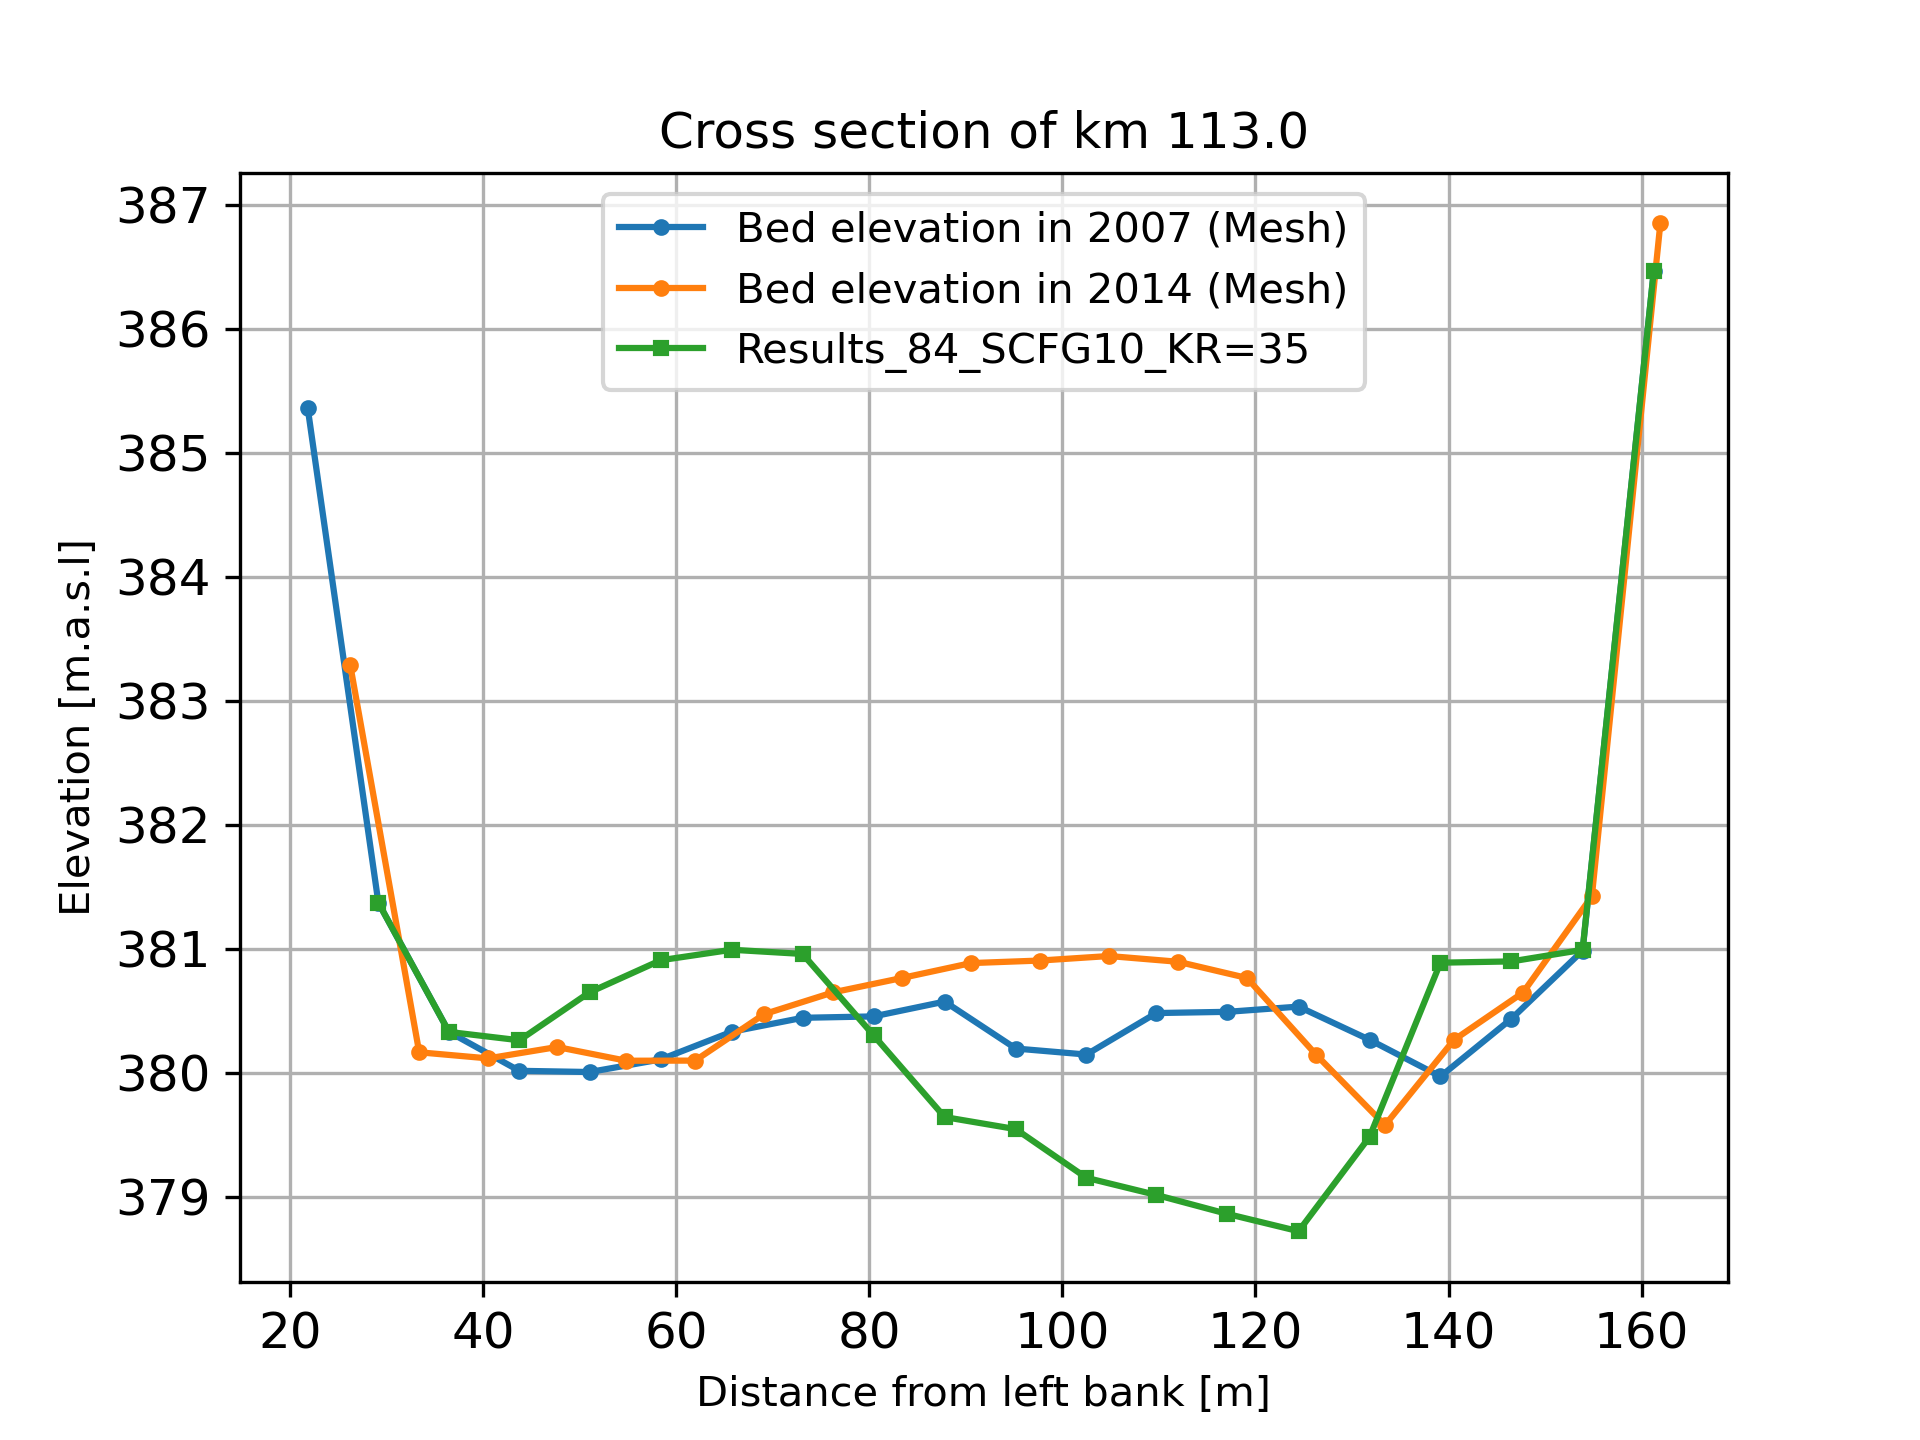 Cross section of km 113.0
Bed elevation in 2007 (Mesh)
Bed elevation in 2014 (Mesh)
Results_84_SCFG10_KR=35
387
386
385
384
383
382
381
380
379
Elevation [m.a.s.l]
20 40 60 80 100 120 140 160
Distance from left bank [m]